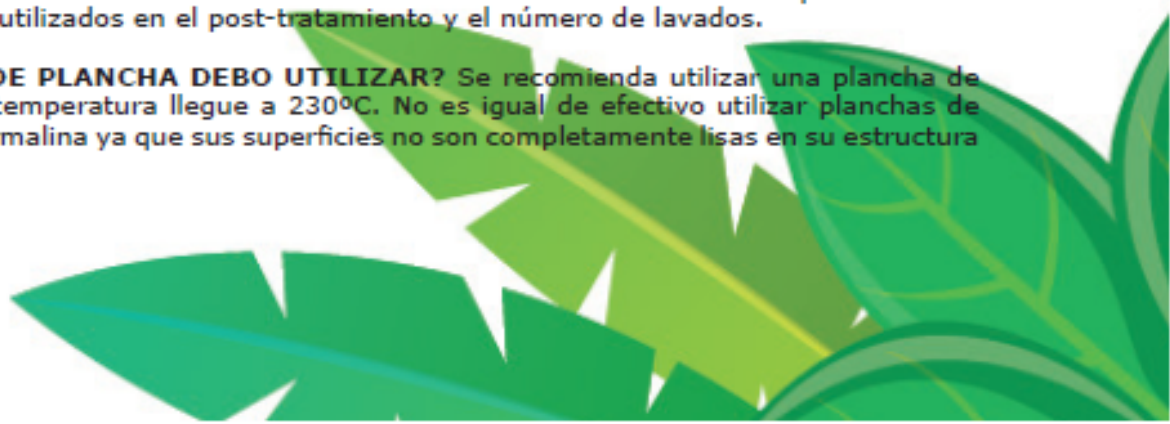 utilizados en el post-tratamiento y el número de lavados.
DE PLANCHA DEBO UTILIZAR? Se recomienda utilizar una plancha de
temperatura llegue a 230ºC. No es igual de efectivo utilizar planchas de
malina ya que sus superficies no son completamente lisas en su estructura